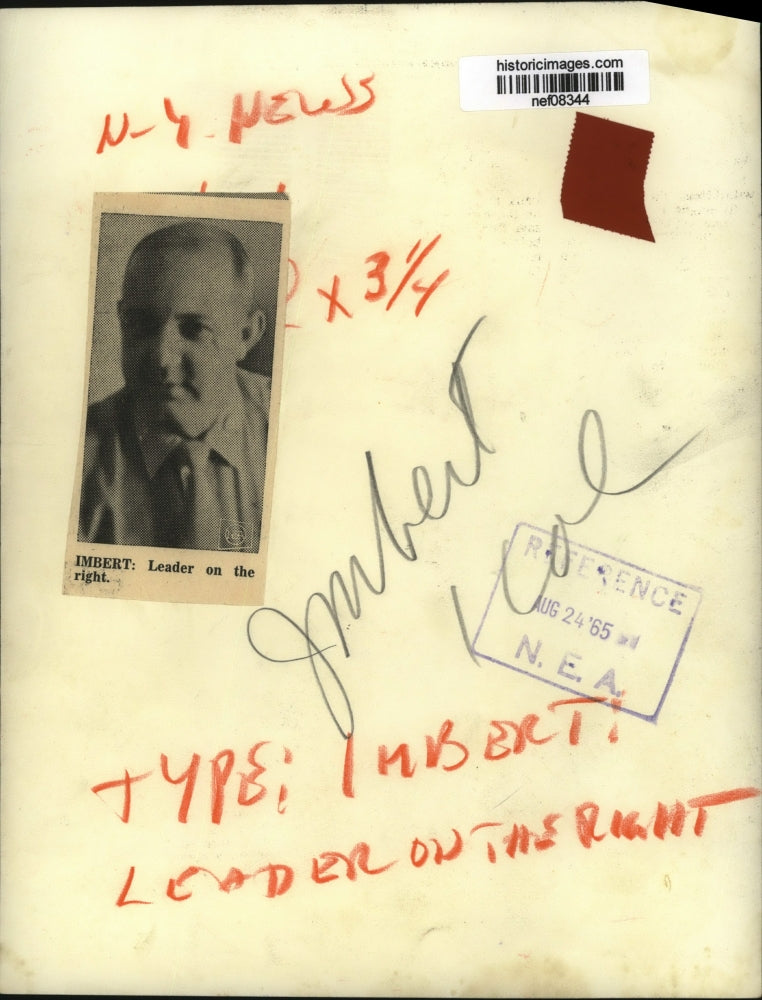 historicimages.com
nef08344
N-Y. NEWS
x 3 1/4
IMBERT: Leader on the
right.
Imbert
REFERENCE
AUG 24 '65
N. E. A.
TYPE: IMBERT:
LEADER ON THE RIGHT